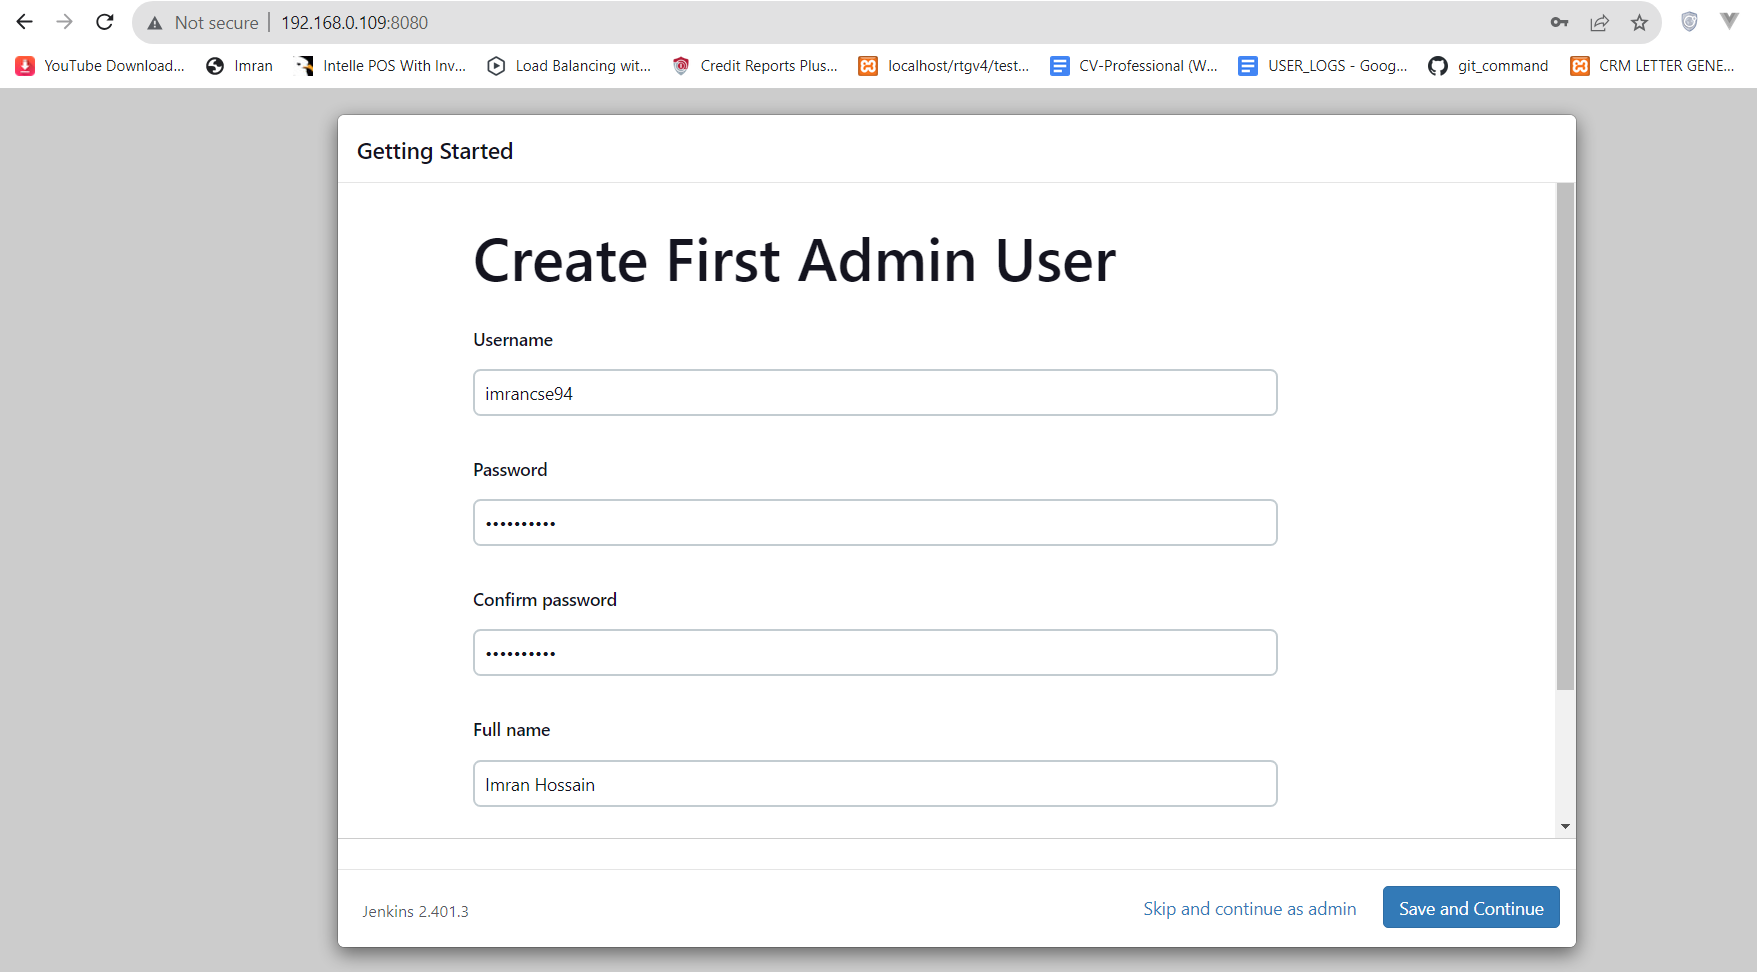 Not secure | 192.168.0.109:8080
YouTube Download... Imran Intelle POS With Inv... Load Balancing wit... Credit Reports Plus... localhost/rtgv4/test... CV-Professional (W... USER_LOGS - Goog... git_command CRM LETTER GENE...
Getting Started
Create First Admin User
Username
imrancse94
Password
••••••••••
Confirm password
••••••••••
Full name
Imran Hossain
Jenkins 2.401.3 Skip and continue as admin Save and Continue